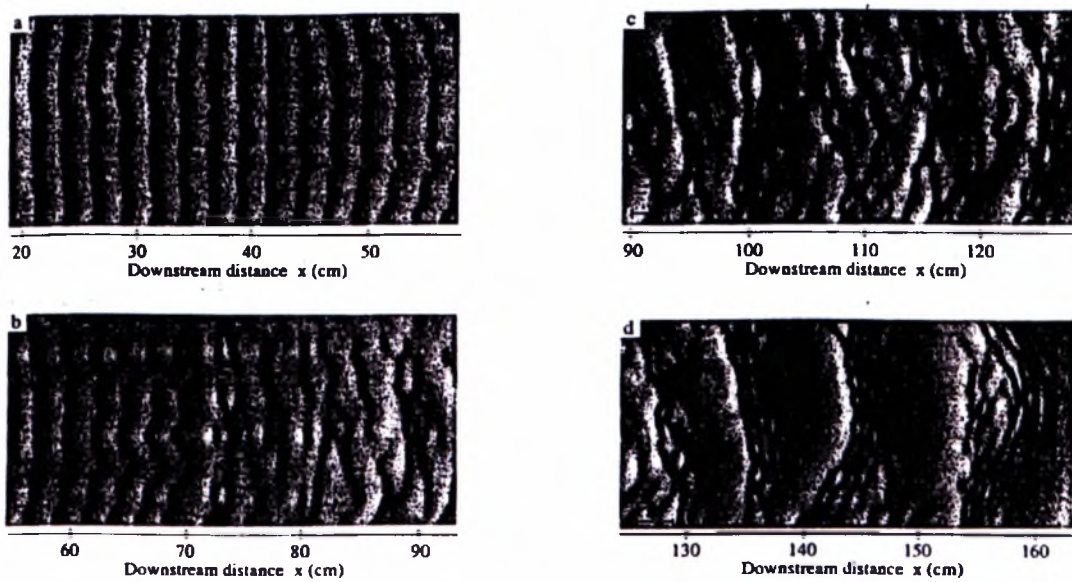 a
20 30 40 50
Downstream distance x (cm)
b
60 70 80 90
Downstream distance x (cm)
c
90 100 110 120
Downstream distance x (cm)
d
130 140 150 160
Downstream distance x (cm)